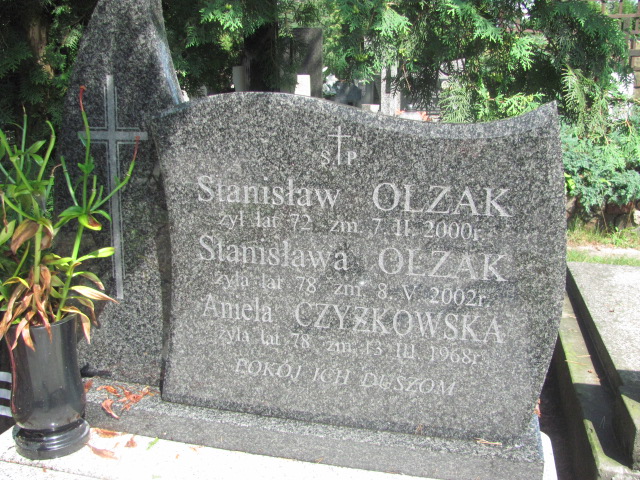 Ś P
Stanisław OLZAK
żył lat 72 zm. 7. II. 2000r.
Stanisława OLZAK
żyła lat 78 zm. 8. V. 2002r.
Aniela CZYŻKOWSKA
żyła lat 78 zm. 13. III. 1968r.
POKÓJ ICH DUSZOM